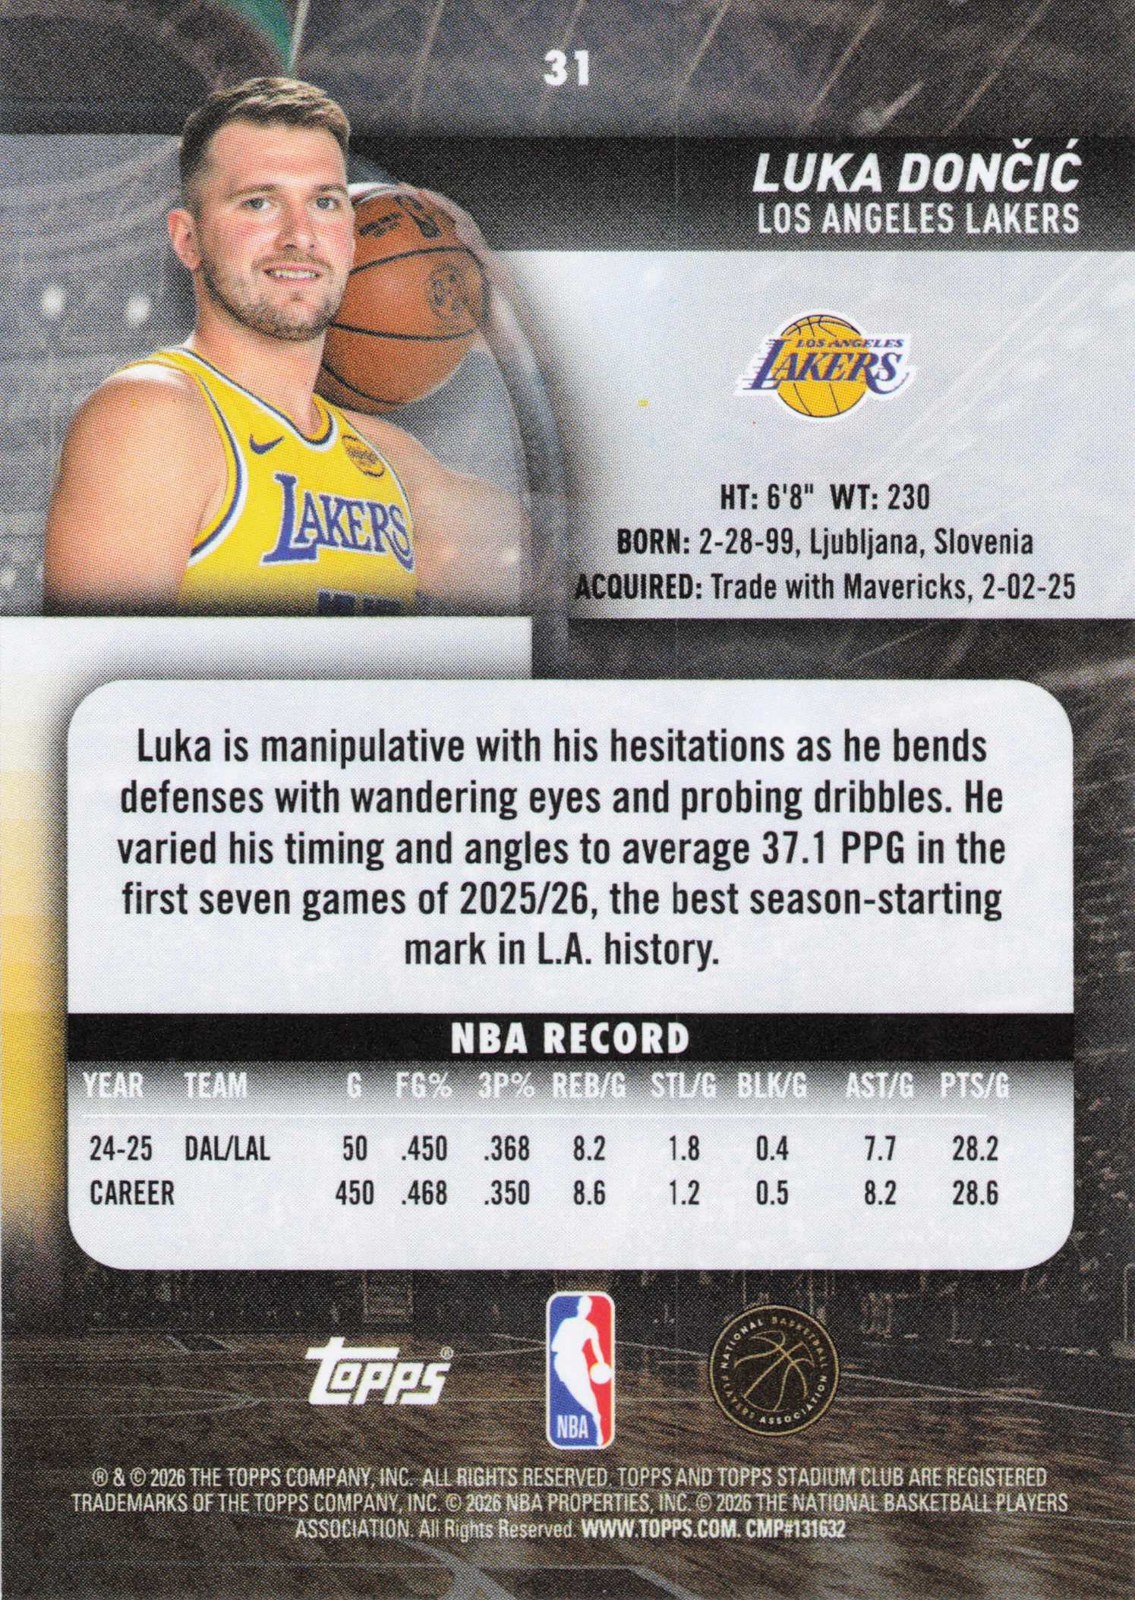 31
LUKA DONČIĆ
LOS ANGELES LAKERS
LOS ANGELES
LAKERS
LAKERS
HT: 6'8" WT: 230
BORN: 2-28-99, Ljubljana, Slovenia
ACQUIRED: Trade with Mavericks, 2-02-25
Luka is manipulative with his hesitations as he bends
defenses with wandering eyes and probing dribbles. He
varied his timing and angles to average 37.1 PPG in the
first seven games of 2025/26, the best season-starting
mark in L.A. history.
NBA RECORD
YEAR TEAM G FG% 3P% REB/G STL/G BLK/G AST/G PTS/G
24-25 DAL/LAL 50 .450 .368 8.2 1.8 0.4 7.7 28.2
CAREER 450 .468 .350 8.6 1.2 0.5 8.2 28.6
topps®
NBA
NATIONAL BASKETBALL
PLAYERS ASSOCIATION
® & © 2026 THE TOPPS COMPANY, INC. ALL RIGHTS RESERVED. TOPPS AND TOPPS STADIUM CLUB ARE REGISTERED
TRADEMARKS OF THE TOPPS COMPANY, INC. © 2026 NBA PROPERTIES, INC. © 2026 THE NATIONAL BASKETBALL PLAYERS
ASSOCIATION. All Rights Reserved. WWW.TOPPS.COM. CMP#131632